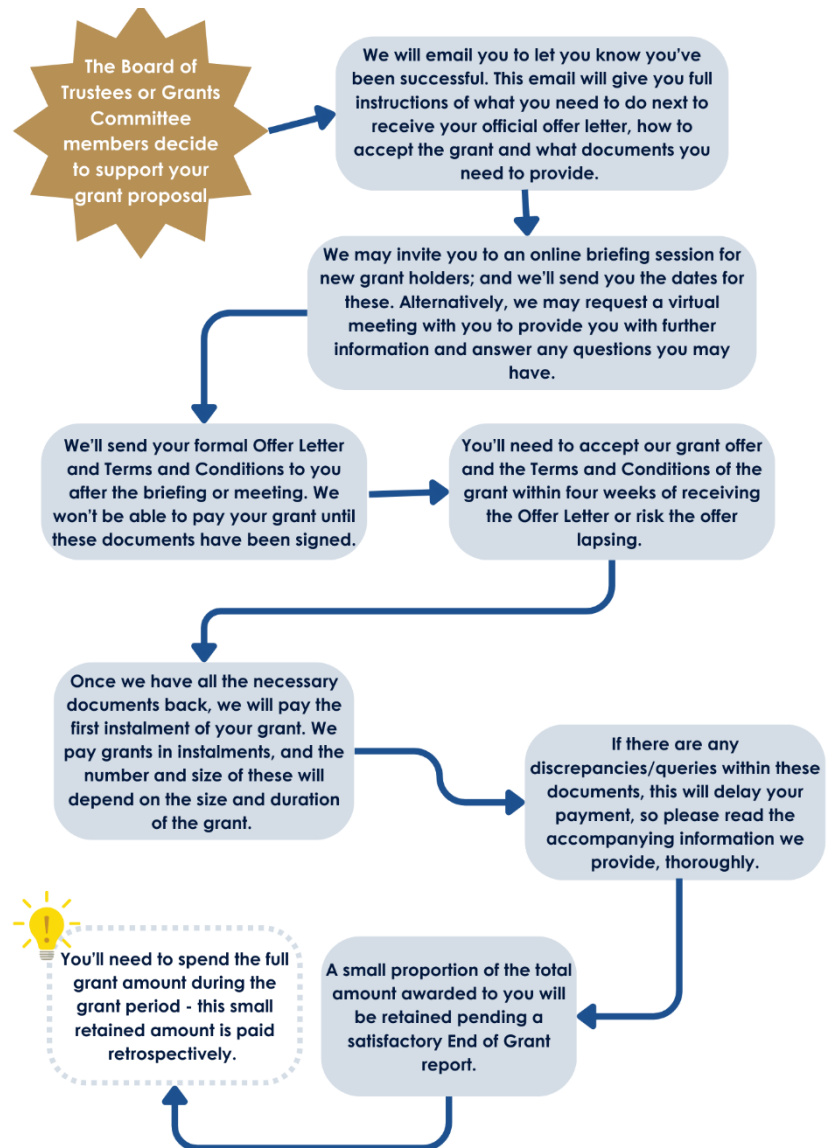 The Board of
Trustees or Grants
Committee
members decide
to support your
grant proposal
We will email you to let you know you've
been successful. This email will give you full
instructions of what you need to do next to
receive your official offer letter, how to
accept the grant and what documents you
need to provide.
We may invite you to an online briefing session for
new grant holders; and we'll send you the dates for
these. Alternatively, we may request a virtual
meeting with you to provide you with further
information and answer any questions you may
have.
We'll send your formal Offer Letter
and Terms and Conditions to you
after the briefing or meeting. We
won't be able to pay your grant until
these documents have been signed.
You'll need to accept our grant offer
and the Terms and Conditions of the
grant within four weeks of receiving
the Offer Letter or risk the offer
lapsing.
Once we have all the necessary
documents back, we will pay the
first instalment of your grant. We
pay grants in instalments, and the
number and size of these will
depend on the size and duration
of the grant.
If there are any
discrepancies/queries within these
documents, this will delay your
payment, so please read the
accompanying information we
provide, thoroughly.
A small proportion of the total
amount awarded to you will
be retained pending a
satisfactory End of Grant
report.
You'll need to spend the full
grant amount during the
grant period - this small
retained amount is paid
retrospectively.